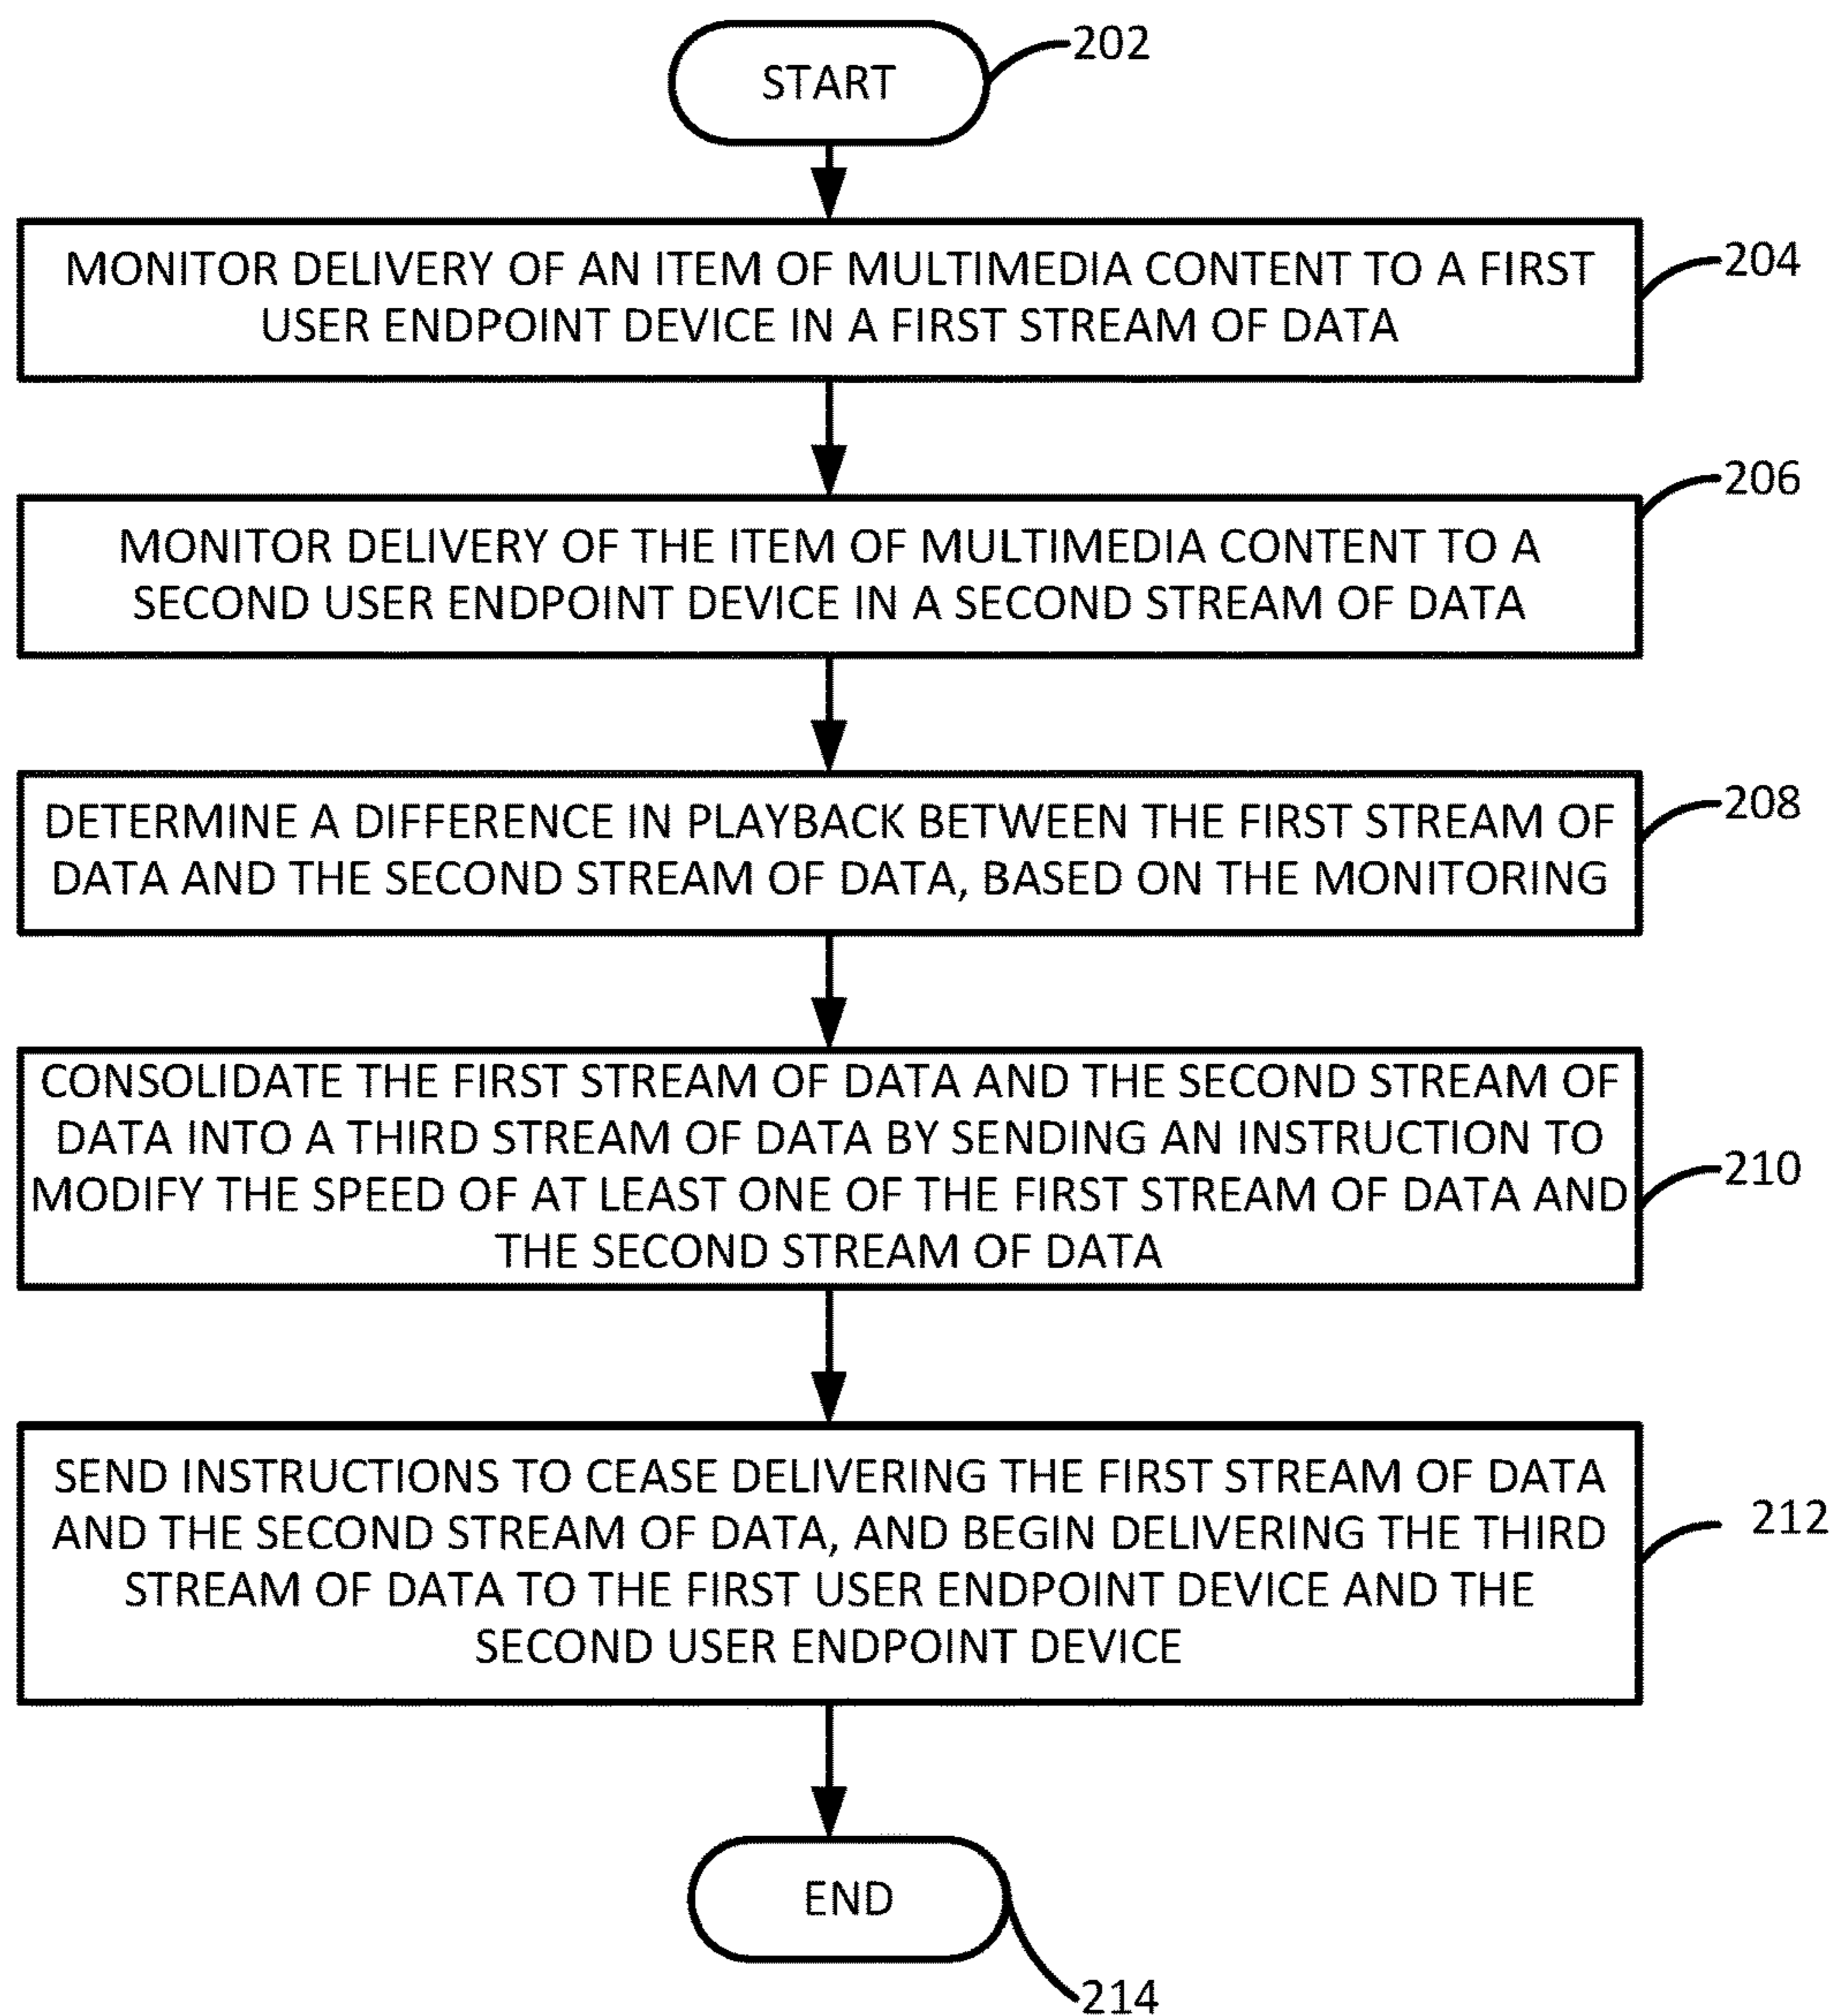 START
202
MONITOR DELIVERY OF AN ITEM OF MULTIMEDIA CONTENT TO A FIRST
USER ENDPOINT DEVICE IN A FIRST STREAM OF DATA
204
MONITOR DELIVERY OF THE ITEM OF MULTIMEDIA CONTENT TO A
SECOND USER ENDPOINT DEVICE IN A SECOND STREAM OF DATA
206
DETERMINE A DIFFERENCE IN PLAYBACK BETWEEN THE FIRST STREAM OF
DATA AND THE SECOND STREAM OF DATA, BASED ON THE MONITORING
208
CONSOLIDATE THE FIRST STREAM OF DATA AND THE SECOND STREAM OF
DATA INTO A THIRD STREAM OF DATA BY SENDING AN INSTRUCTION TO
MODIFY THE SPEED OF AT LEAST ONE OF THE FIRST STREAM OF DATA AND
THE SECOND STREAM OF DATA
210
SEND INSTRUCTIONS TO CEASE DELIVERING THE FIRST STREAM OF DATA
AND THE SECOND STREAM OF DATA, AND BEGIN DELIVERING THE THIRD
STREAM OF DATA TO THE FIRST USER ENDPOINT DEVICE AND THE
SECOND USER ENDPOINT DEVICE
212
END
214